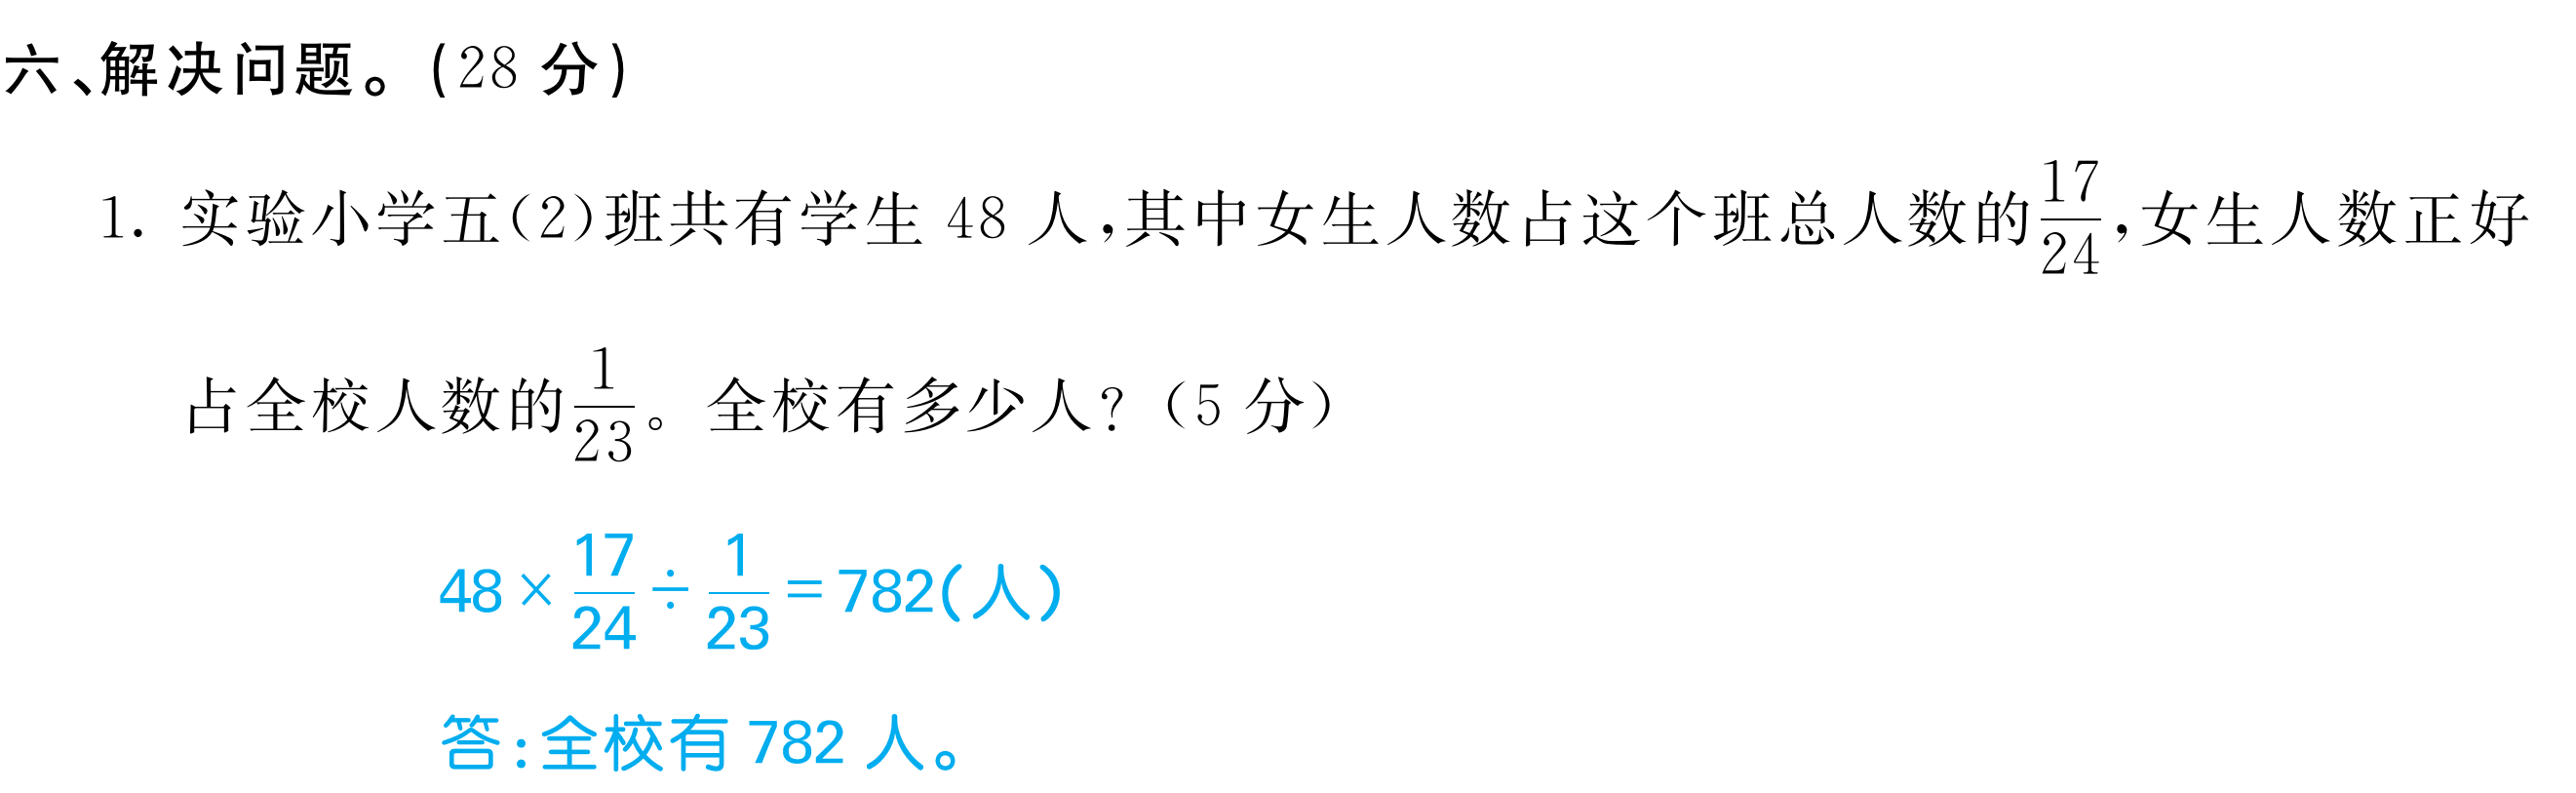 六、解决问题。(28 分)
1. 实验小学五(2)班共有学生 48 人,其中女生人数占这个班总人数的17/24,女生人数正好
占全校人数的1/23。全校有多少人?(5 分)
48 × 17/24 ÷ 1/23 = 782(人)
答:全校有 782 人。